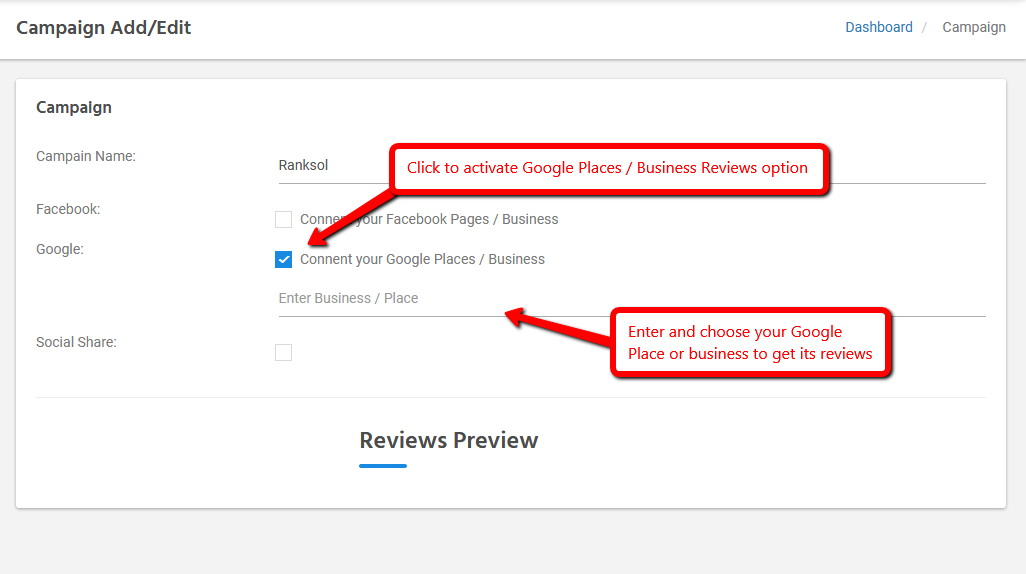 Campaign Add/Edit
Dashboard / Campaign
Campaign
Campain Name:
Ranksol
Click to activate Google Places / Business Reviews option
Facebook:
Connent your Facebook Pages / Business
Google:
Connent your Google Places / Business
Enter Business / Place
Enter and choose your Google
Place or business to get its reviews
Social Share:
Reviews Preview